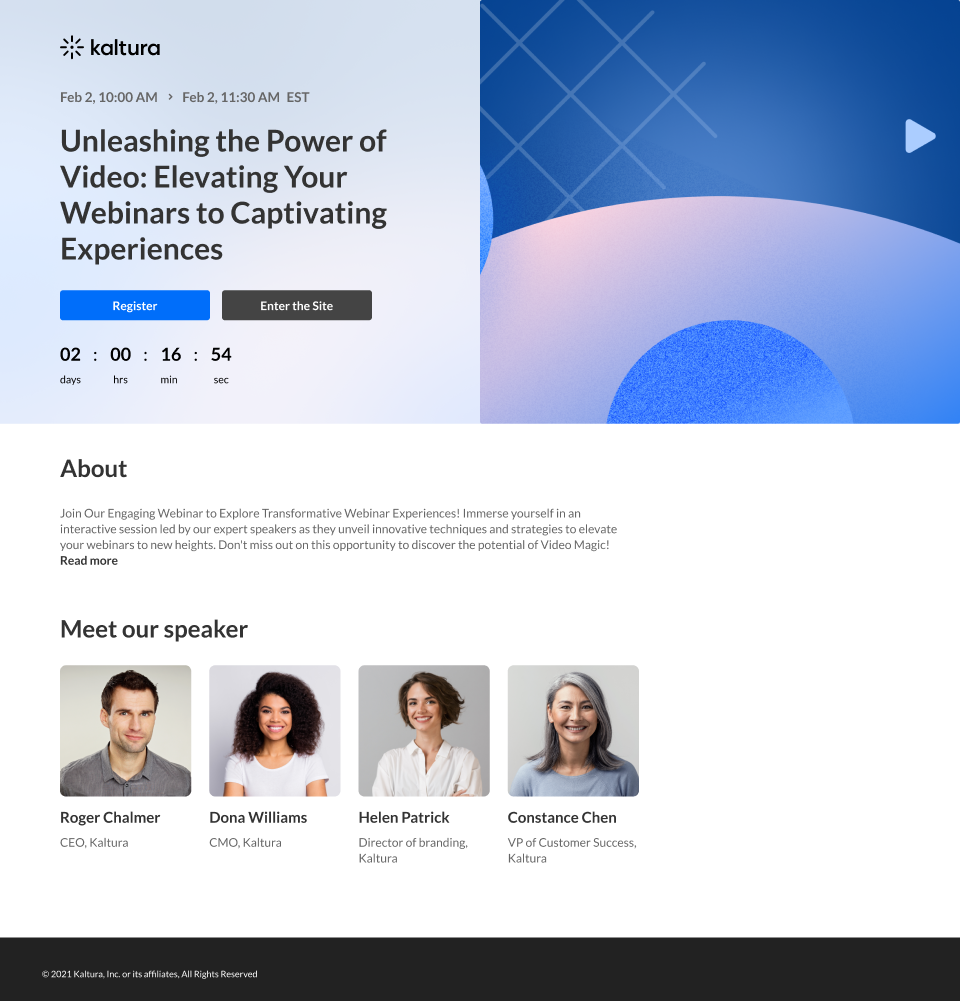 kaltura
Feb 2, 10:00 AM > Feb 2, 11:30 AM EST
Unleashing the Power of
Video: Elevating Your
Webinars to Captivating
Experiences
Register Enter the Site
02 : 00 : 16 : 54
days hrs min sec
About
Join Our Engaging Webinar to Explore Transformative Webinar Experiences! Immerse yourself in an
interactive session led by our expert speakers as they unveil innovative techniques and strategies to elevate
your webinars to new heights. Don't miss out on this opportunity to discover the potential of Video Magic!
Read more
Meet our speaker
Roger Chalmer
CEO, Kaltura
Dona Williams
CMO, Kaltura
Helen Patrick
Director of branding,
Kaltura
Constance Chen
VP of Customer Success,
Kaltura
© 2021 Kaltura, Inc. or its affiliates, All Rights Reserved